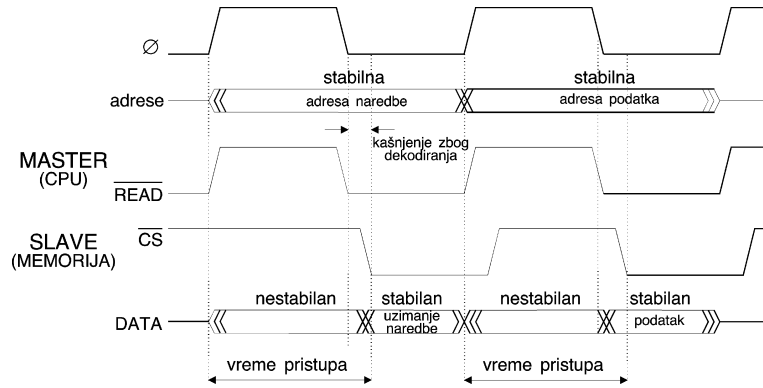 Ø
stabilna
stabilna
adrese
adresa naredbe
adresa podatka
kašnjenje zbog
dekodiranja
MASTER
(CPU)
READ
SLAVE
(MEMORIJA)
CS
nestabilan
stabilan
nestabilan
stabilan
DATA
uzimanje
naredbe
podatak
vreme pristupa
vreme pristupa